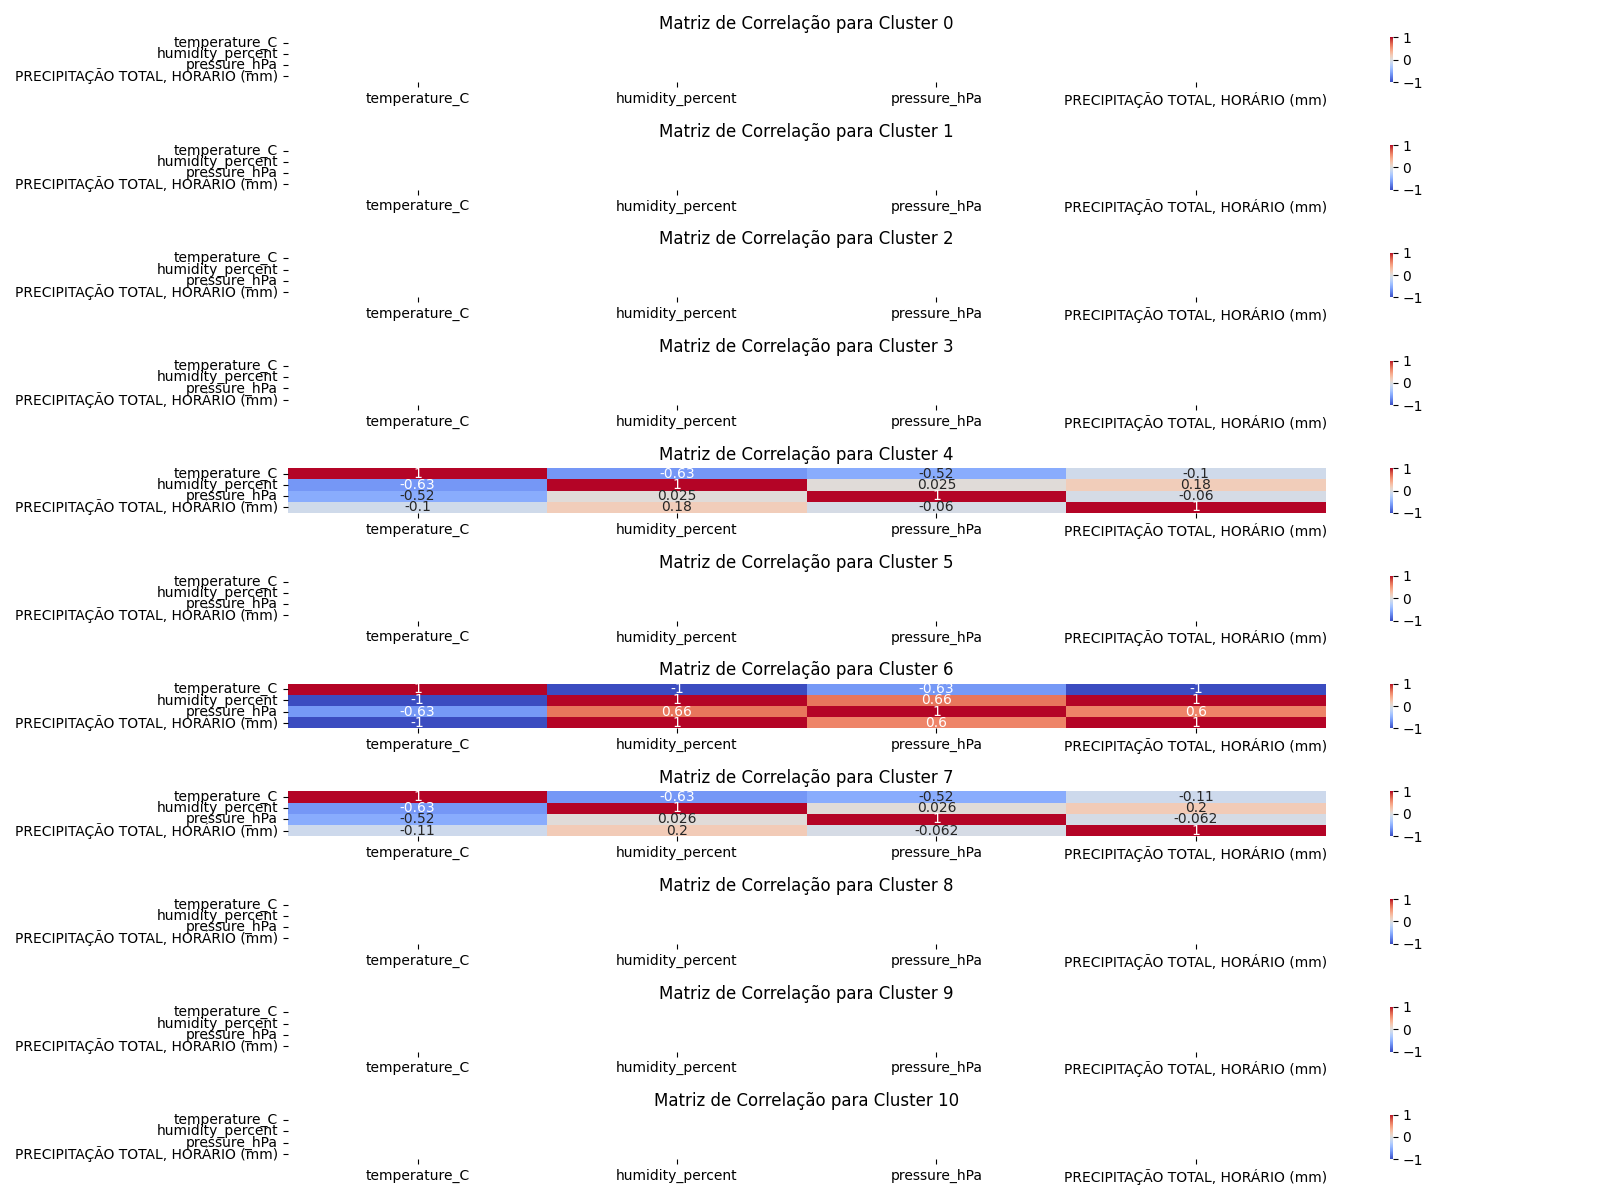 Matriz de Correlação para Cluster 0
temperature_C
humidity_percent
pressure_hPa
PRECIPITAÇÃO TOTAL, HORÁRIO (mm)
1
0
−1
temperature_C humidity_percent pressure_hPa PRECIPITAÇÃO TOTAL, HORÁRIO (mm)
Matriz de Correlação para Cluster 1
temperature_C
humidity_percent
pressure_hPa
PRECIPITAÇÃO TOTAL, HORÁRIO (mm)
1
0
−1
temperature_C humidity_percent pressure_hPa PRECIPITAÇÃO TOTAL, HORÁRIO (mm)
Matriz de Correlação para Cluster 2
temperature_C
humidity_percent
pressure_hPa
PRECIPITAÇÃO TOTAL, HORÁRIO (mm)
1
0
−1
temperature_C humidity_percent pressure_hPa PRECIPITAÇÃO TOTAL, HORÁRIO (mm)
Matriz de Correlação para Cluster 3
temperature_C
humidity_percent
pressure_hPa
PRECIPITAÇÃO TOTAL, HORÁRIO (mm)
1
0
−1
temperature_C humidity_percent pressure_hPa PRECIPITAÇÃO TOTAL, HORÁRIO (mm)
Matriz de Correlação para Cluster 4
temperature_C 1 -0.63 -0.52 -0.1
humidity_percent -0.63 1 0.025 0.18
pressure_hPa -0.52 0.025 1 -0.06
PRECIPITAÇÃO TOTAL, HORÁRIO (mm) -0.1 0.18 -0.06 1
1
0
−1
temperature_C humidity_percent pressure_hPa PRECIPITAÇÃO TOTAL, HORÁRIO (mm)
Matriz de Correlação para Cluster 5
temperature_C
humidity_percent
pressure_hPa
PRECIPITAÇÃO TOTAL, HORÁRIO (mm)
1
0
−1
temperature_C humidity_percent pressure_hPa PRECIPITAÇÃO TOTAL, HORÁRIO (mm)
Matriz de Correlação para Cluster 6
temperature_C 1 -1 -0.63 -1
humidity_percent -1 1 0.66 1
pressure_hPa -0.63 0.66 1 0.6
PRECIPITAÇÃO TOTAL, HORÁRIO (mm) -1 1 0.6 1
1
0
−1
temperature_C humidity_percent pressure_hPa PRECIPITAÇÃO TOTAL, HORÁRIO (mm)
Matriz de Correlação para Cluster 7
temperature_C 1 -0.63 -0.52 -0.11
humidity_percent -0.63 1 0.026 0.2
pressure_hPa -0.52 0.026 1 -0.062
PRECIPITAÇÃO TOTAL, HORÁRIO (mm) -0.11 0.2 -0.062 1
1
0
−1
temperature_C humidity_percent pressure_hPa PRECIPITAÇÃO TOTAL, HORÁRIO (mm)
Matriz de Correlação para Cluster 8
temperature_C
humidity_percent
pressure_hPa
PRECIPITAÇÃO TOTAL, HORÁRIO (mm)
1
0
−1
temperature_C humidity_percent pressure_hPa PRECIPITAÇÃO TOTAL, HORÁRIO (mm)
Matriz de Correlação para Cluster 9
temperature_C
humidity_percent
pressure_hPa
PRECIPITAÇÃO TOTAL, HORÁRIO (mm)
1
0
−1
temperature_C humidity_percent pressure_hPa PRECIPITAÇÃO TOTAL, HORÁRIO (mm)
Matriz de Correlação para Cluster 10
temperature_C
humidity_percent
pressure_hPa
PRECIPITAÇÃO TOTAL, HORÁRIO (mm)
1
0
−1
temperature_C humidity_percent pressure_hPa PRECIPITAÇÃO TOTAL, HORÁRIO (mm)